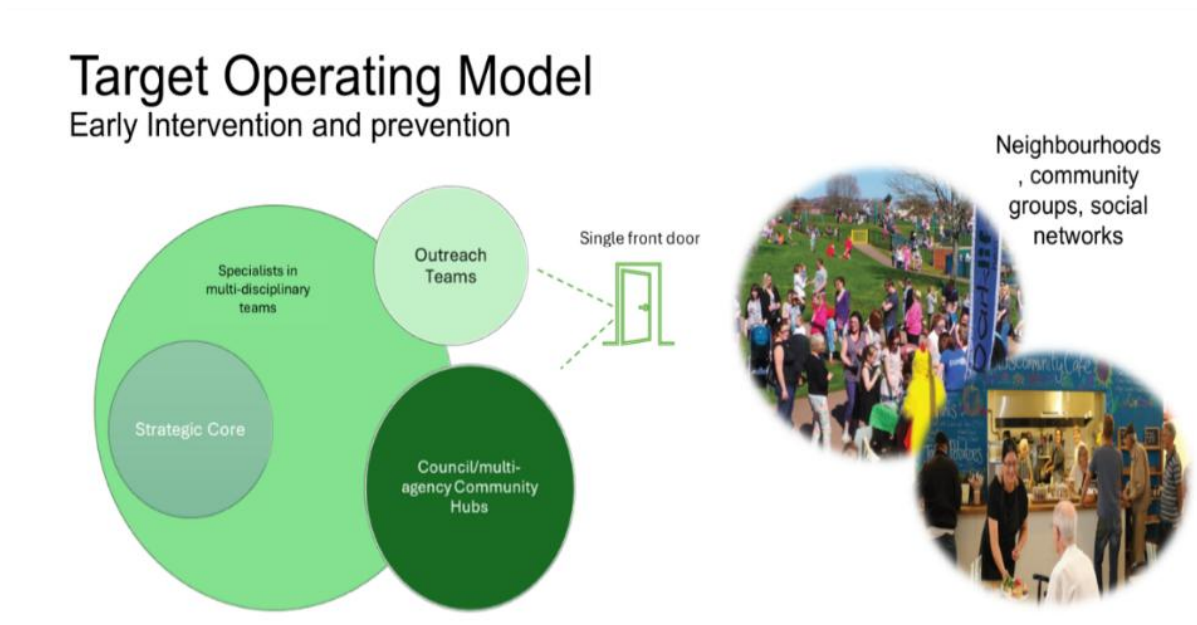 Target Operating Model
Early Intervention and prevention
Neighbourhoods
, community
groups, social
networks
Single front door
Outreach
Teams
Specialists in
multi-disciplinary
teams
Strategic Core
Council/multi-
agency Community
Hubs